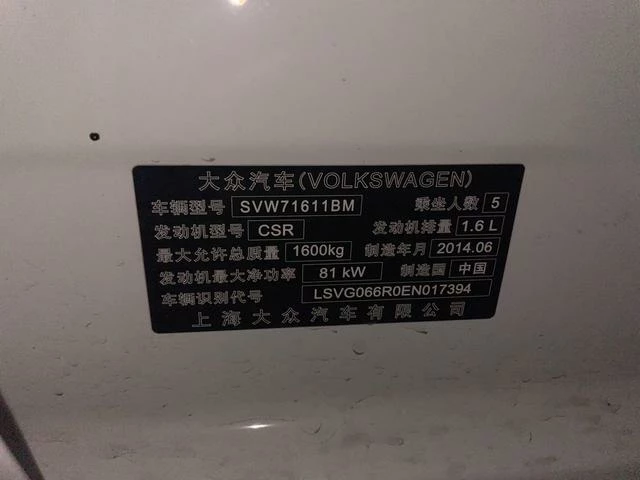 大众汽车(VOLKSWAGEN)
车辆型号 SVW71611BM 乘坐人数 5
发动机型号 CSR 发动机排量 1.6 L
最大允许总质量 1600kg 制造年月 2014.06
发动机最大净功率 81 kW 制造国 中国
车辆识别代号 LSVG066R0EN017394
上海大众汽车有限公司